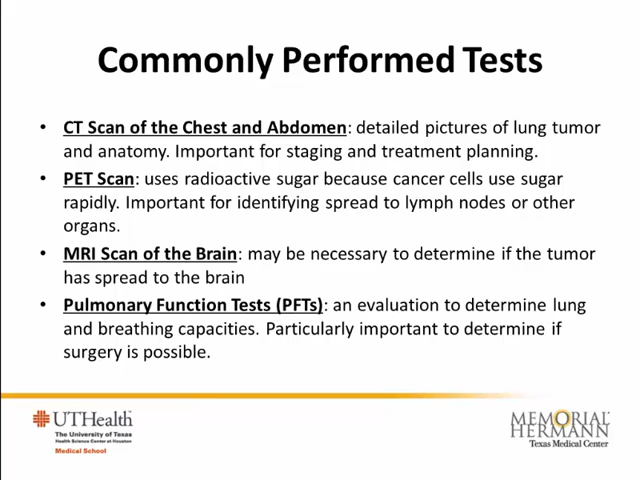 Commonly Performed Tests
• CT Scan of the Chest and Abdomen: detailed pictures of lung tumor
and anatomy. Important for staging and treatment planning.
• PET Scan: uses radioactive sugar because cancer cells use sugar
rapidly. Important for identifying spread to lymph nodes or other
organs.
• MRI Scan of the Brain: may be necessary to determine if the tumor
has spread to the brain
• Pulmonary Function Tests (PFTs): an evaluation to determine lung
and breathing capacities. Particularly important to determine if
surgery is possible.
UTHealth
The University of Texas
Health Science Center at Houston
Medical School
MEMORIAL
HERMANN
Texas Medical Center